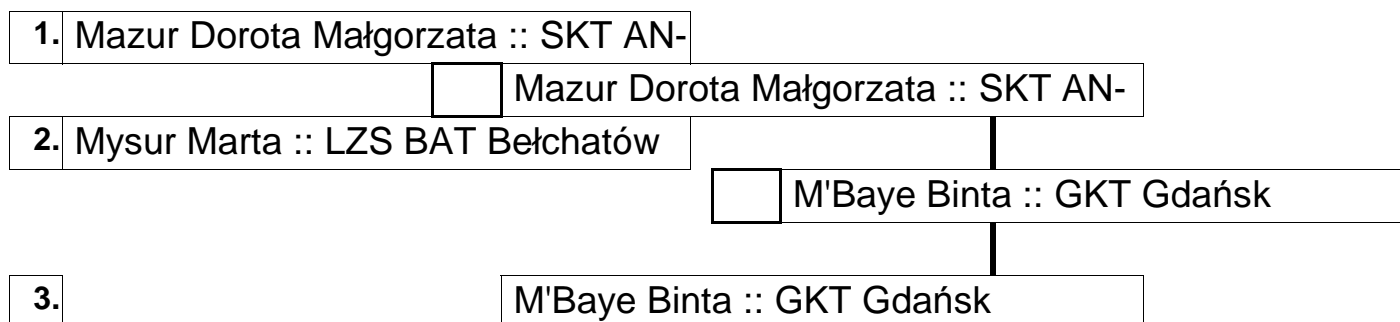 1. Mazur Dorota Małgorzata :: SKT AN-
Mazur Dorota Małgorzata :: SKT AN-
2. Mysur Marta :: LZS BAT Bełchatów
M'Baye Binta :: GKT Gdańsk
3. M'Baye Binta :: GKT Gdańsk